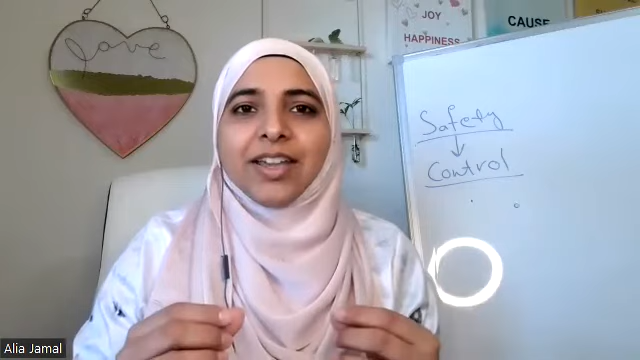 love
JOY
HAPPINESS
CAUSE
Safety
Control
Alia Jamal